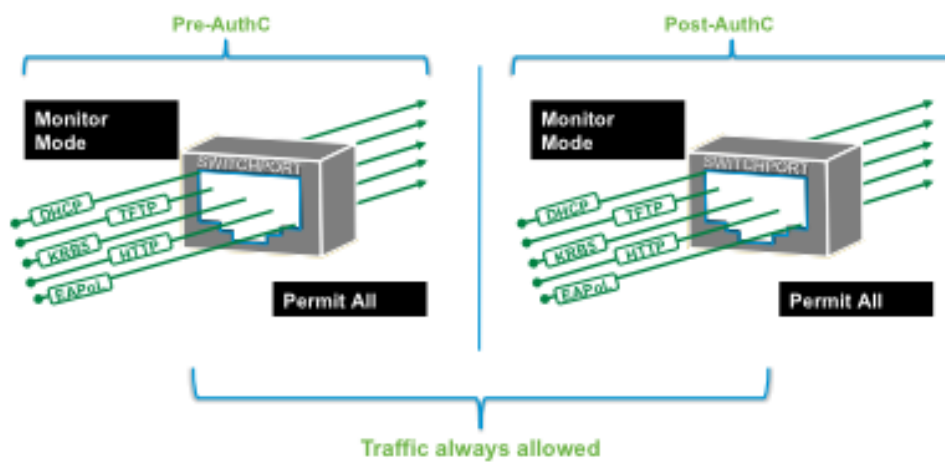 Pre-AuthC
Post-AuthC
Monitor
Mode
SWITCHPORT
DHCP
TFTP
KRB5
HTTP
EAPoL
Permit All
Monitor
Mode
SWITCHPORT
DHCP
TFTP
KRB5
HTTP
EAPoL
Permit All
Traffic always allowed